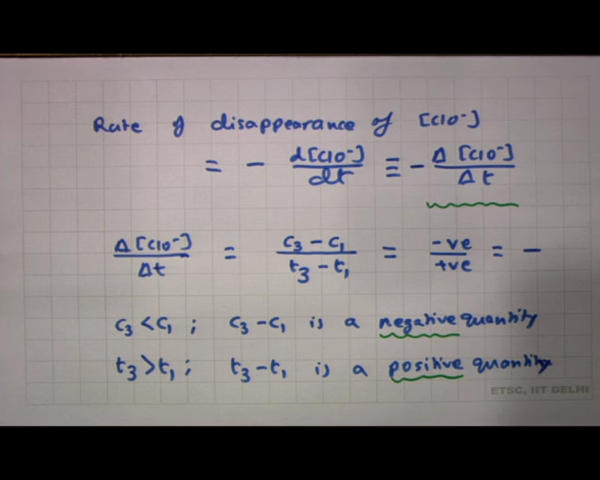 Rate of disappearance of [ClO⁻]
= - d[ClO⁻]/dt ≡ - Δ[ClO⁻]/Δt
Δ[ClO⁻]/Δt = c₃-c₁/t₃-t₁ = -ve/+ve = -
c₃<c₁; c₃-c₁ is a negative quantity
t₃>t₁; t₃-t₁ is a positive quantity
ETSC, IIT DELHI